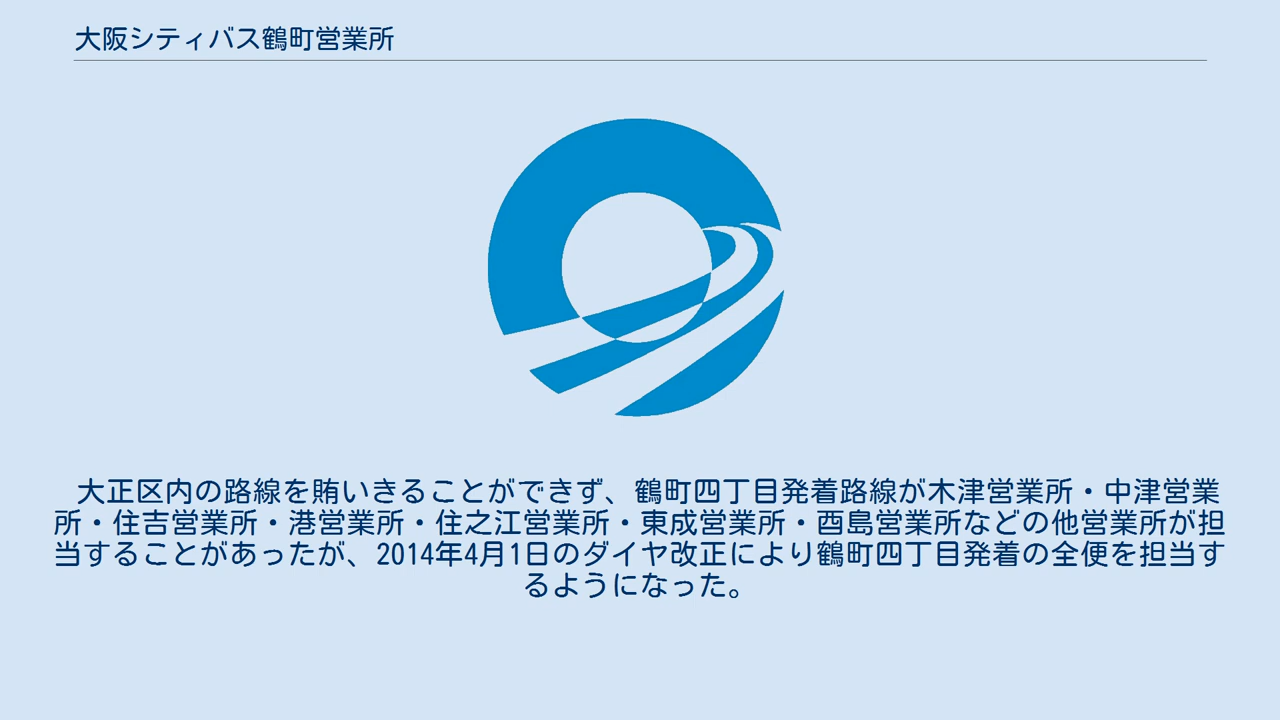 大阪シティバス鶴町営業所
大正区内の路線を賄いきることができず、鶴町四丁目発着路線が木津営業所・中津営業
所・住吉営業所・港営業所・住之江営業所・東成営業所・酉島営業所などの他営業所が担
当することがあったが、2014年4月1日のダイヤ改正により鶴町四丁目発着の全便を担当す
るようになった。